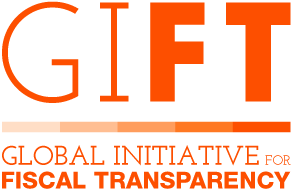 GIFT
GLOBAL INITIATIVE FOR
FISCAL TRANSPARENCY